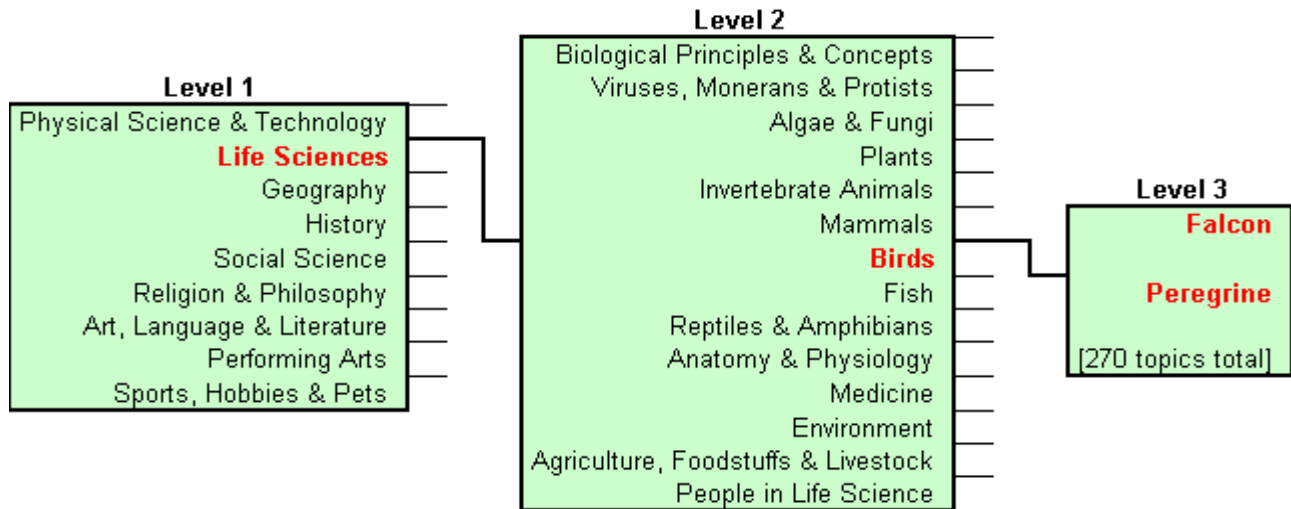 Level 1
Physical Science & Technology
Life Sciences
Geography
History
Social Science
Religion & Philosophy
Art, Language & Literature
Performing Arts
Sports, Hobbies & Pets
Level 2
Biological Principles & Concepts
Viruses, Monerans & Protists
Algae & Fungi
Plants
Invertebrate Animals
Mammals
Birds
Fish
Reptiles & Amphibians
Anatomy & Physiology
Medicine
Environment
Agriculture, Foodstuffs & Livestock
People in Life Science
Level 3
Falcon
Peregrine
[270 topics total]